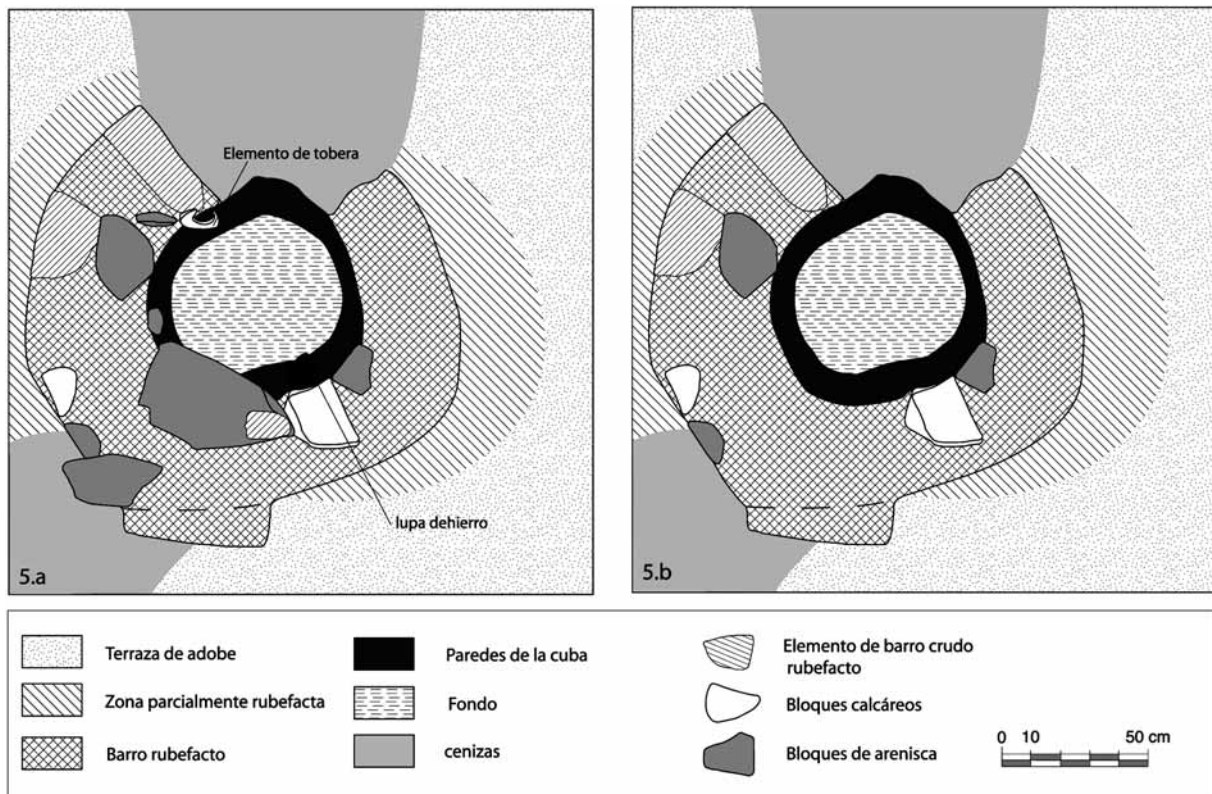 Elemento de tobera
lupa dehierro
5.a
5.b
Terraza de adobe
Zona parcialmente rubefacta
Barro rubefacto
Paredes de la cuba
Fondo
cenizas
Elemento de barro crudo
rubefacto
Bloques calcáreos
Bloques de arenisca
0 10 50 cm